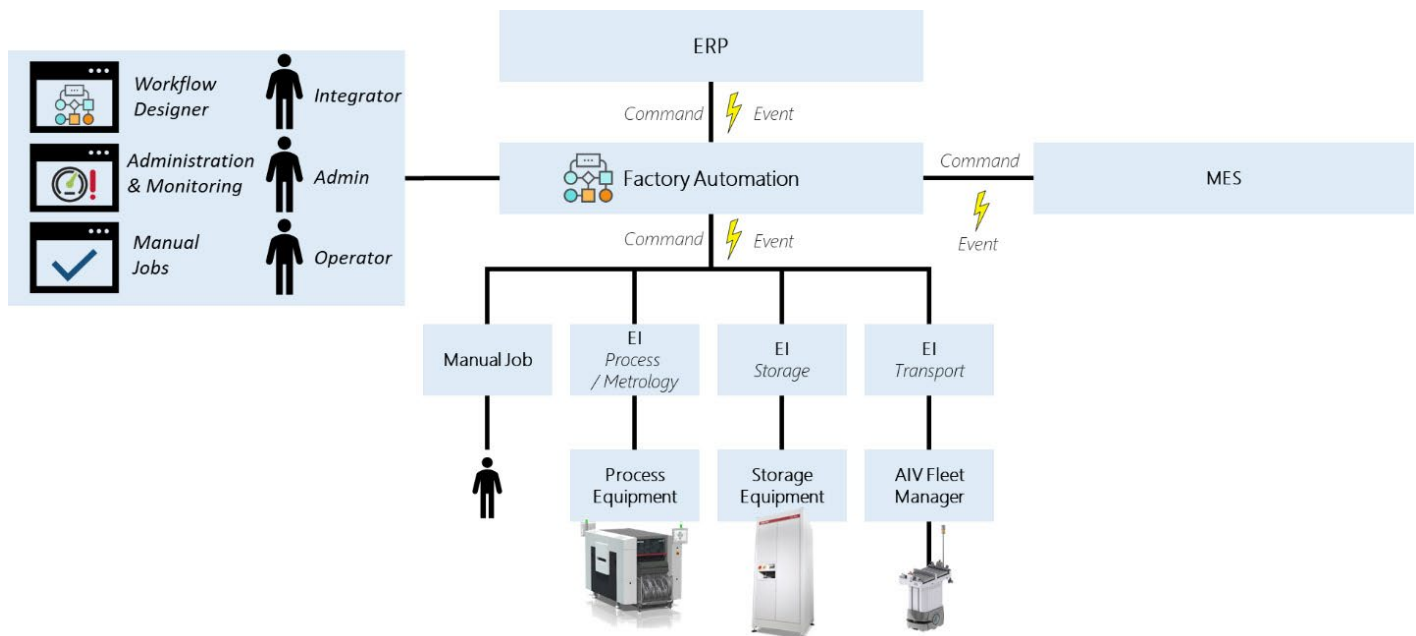 ERP
Workflow
Designer
Integrator
Command
Event
Administration
& Monitoring
Admin
Factory Automation
Command
Event
MES
Manual
Jobs
Operator
Command
Event
Manual Job
EI
Process
/ Metrology
EI
Storage
EI
Transport
Process
Equipment
Storage
Equipment
AIV Fleet
Manager